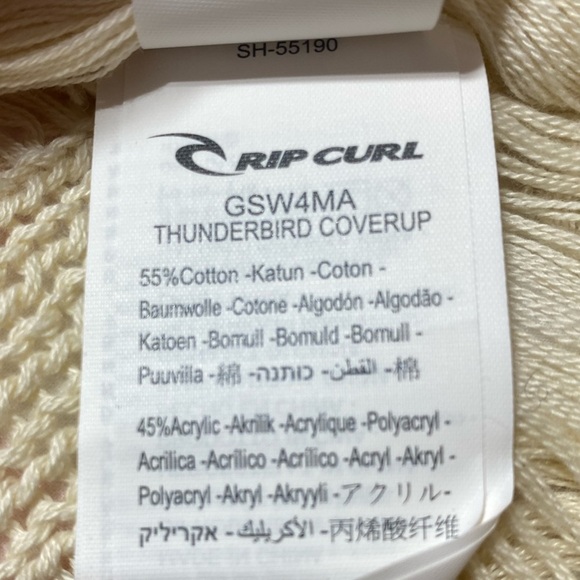 SH-55190
RIP CURL
GSW4MA
THUNDERBIRD COVERUP
55%Cotton -Katun -Coton -
Baumwolle -Cotone -Algodón -Algodão -
Katoen -Bomull -Bomuld -Bomull -
Puuvilla -綿- כותנה- القطن -棉
45%Acrylic -Akrilik -Acrylique -Polyacryl -
Acrilica -Acrílico -Acrílico -Acryl -Akryl -
Polyacryl -Akryl -Akryyli -アクリル-
אקריליק - الأكريليك -丙烯酸纤维